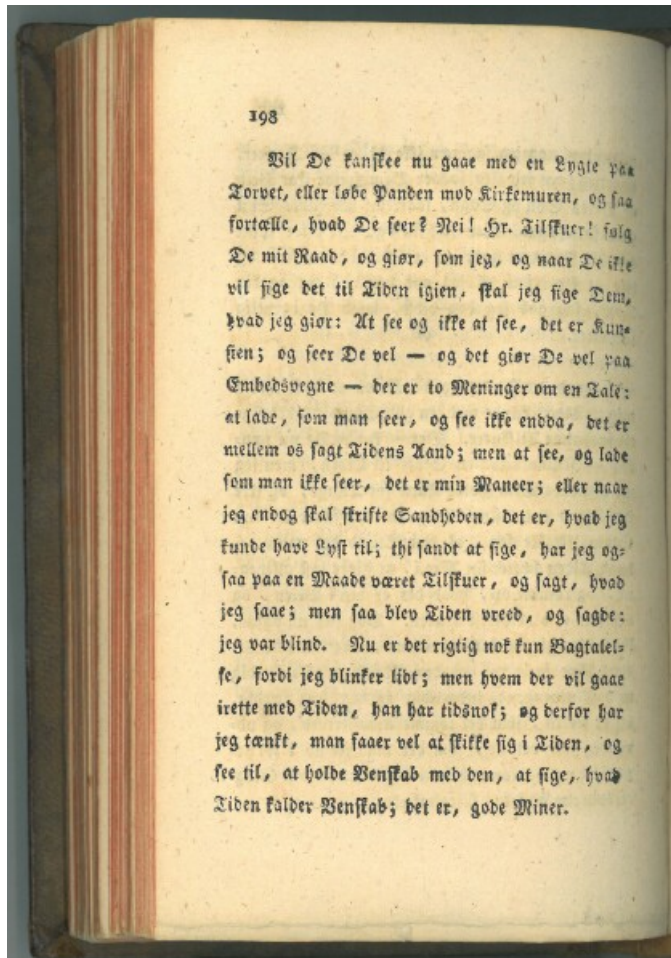 198
Vil De kanskee nu gaae med en Lygte paa
Torvet, eller løbe Panden mod Kirkemuren, og saa
fortælle, hvad De seer? Nei! Hr. Tilskuer! følg
De mit Raad, og giør, som jeg, og naar De ikke
vil sige det til Tiden igien, skal jeg sige Dem,
hvad jeg giør: At see og ikke at see, det er Kun-
sten; og seer De vel — og det giør De vel paa
Embedsvegne — der er to Meninger om en Tale:
at lade, som man seer, og see ikke endda, det er
mellem os sagt Tidens Aand; men at see, og lade
som man ikke seer, det er min Maneer; eller naar
jeg endog skal skrifte Sandheden, det er, hvad jeg
kunde have Lyst til; thi sandt at sige, har jeg og-
saa paa en Maade været Tilskuer, og sagt, hvad
jeg saae; men saa blev Tiden vreed, og sagde:
jeg var blind. Nu er det rigtig nok kun Bagtalel-
se, fordi jeg blinker lidt; men hvem der vil gaae
irette med Tiden, han har tidsnok; og derfor har
jeg tænkt, man faaer vel at skikke sig i Tiden, og
see til, at holde Venskab med den, at sige, hvad
Tiden kalder Venskab; det er, gode Miner.